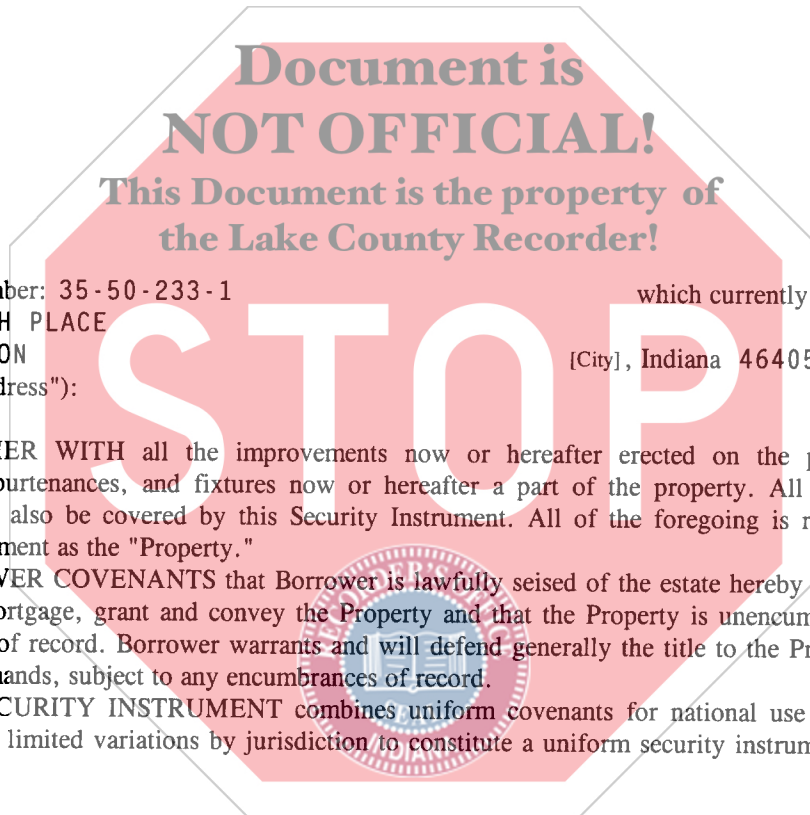 Document is
NOT OFFICIAL!
This Document is the property of
the Lake County Recorder!
ber: 35-50-233-1 which currently
H PLACE
ON [City], Indiana 46405
dress"):
STOP
ER WITH all the improvements now or hereafter erected on the p
purtenances, and fixtures now or hereafter a part of the property. All
also be covered by this Security Instrument. All of the foregoing is r
ment as the "Property."
VER COVENANTS that Borrower is lawfully seised of the estate hereby
ortgage, grant and convey the Property and that the Property is unencum
of record. Borrower warrants and will defend generally the title to the Pr
ands, subject to any encumbrances of record.
CURITY INSTRUMENT combines uniform covenants for national use
limited variations by jurisdiction to constitute a uniform security instrum
RECORDER'S OFFICE
INDIANA